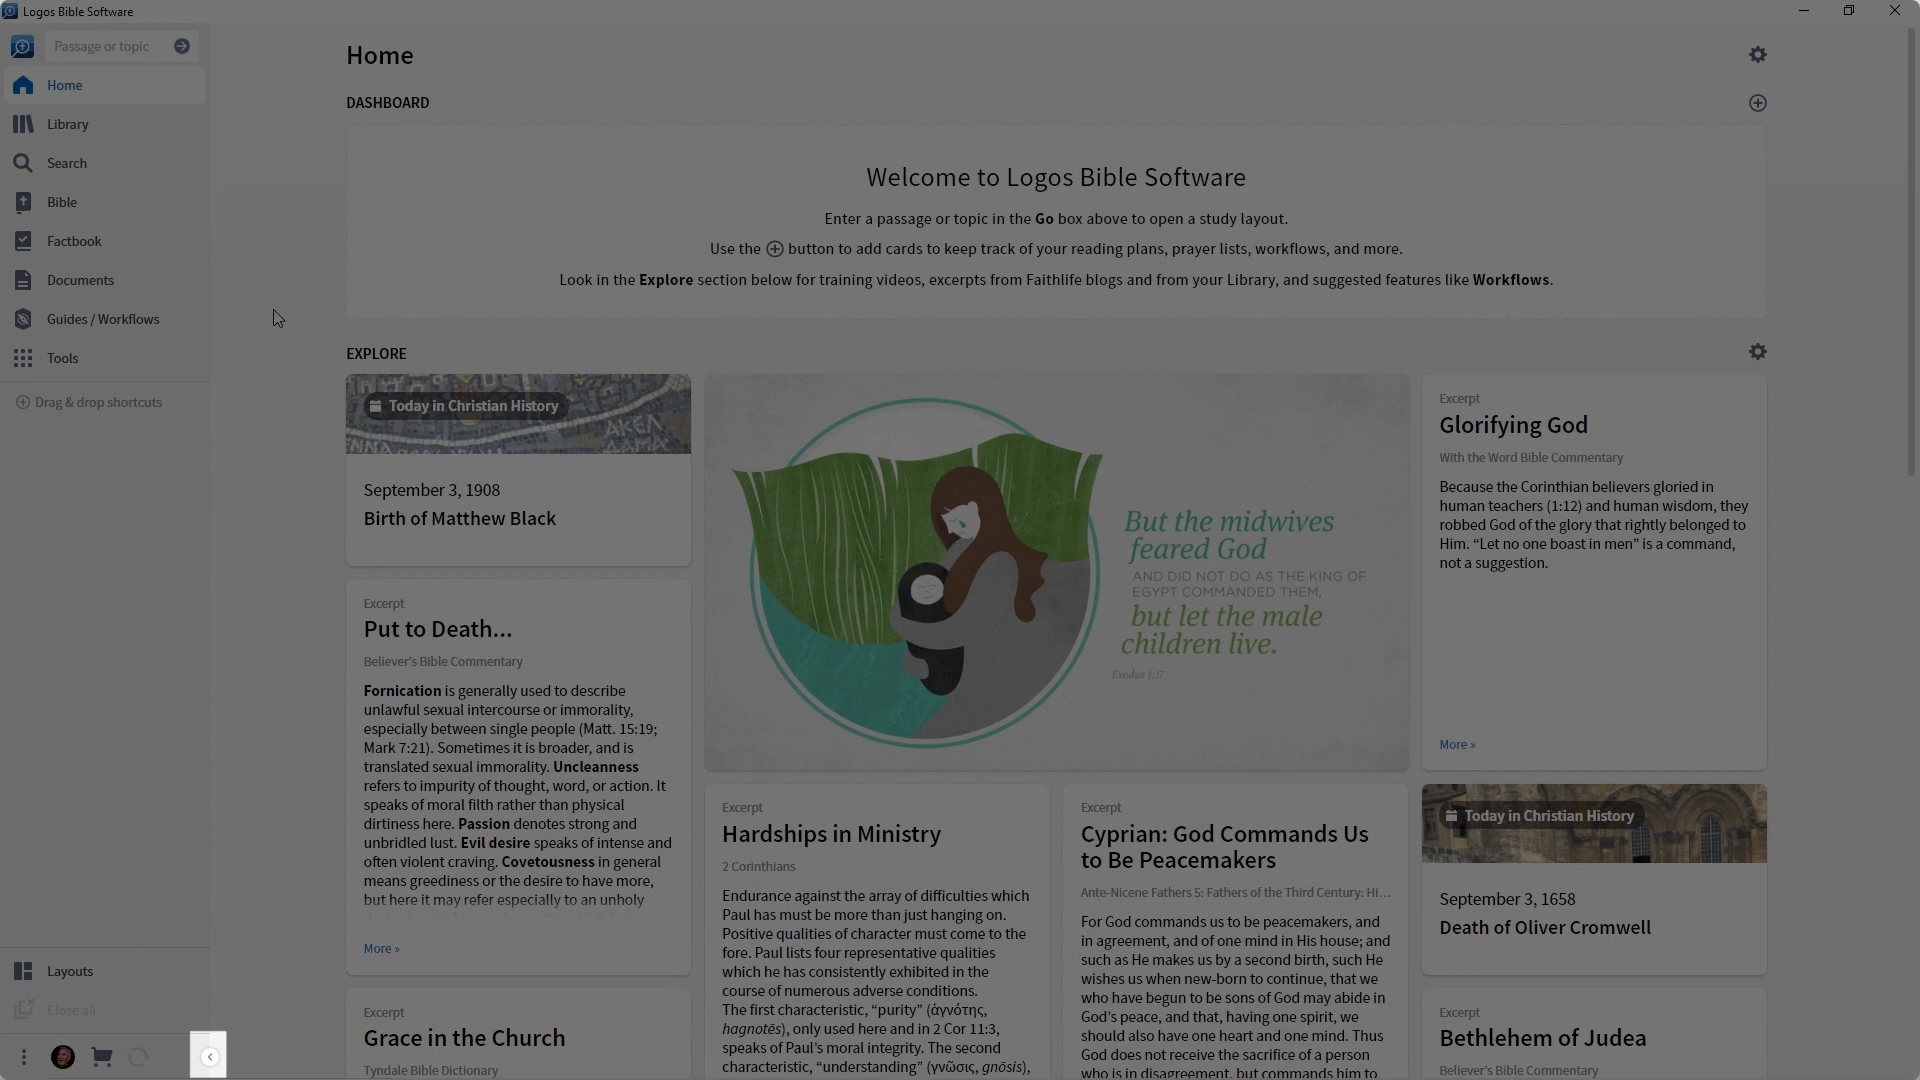 Logos Bible Software
Passage or topic
Home
Library
Search
Bible
Factbook
Documents
Guides / Workflows
Tools
Drag & drop shortcuts
Layouts
Close all
Home
DASHBOARD
Welcome to Logos Bible Software
Enter a passage or topic in the Go box above to open a study layout.
Use the button to add cards to keep track of your reading plans, prayer lists, workflows, and more.
Look in the Explore section below for training videos, excerpts from Faithlife blogs and from your Library, and suggested features like Workflows.
EXPLORE
Today in Christian History
September 3, 1908
Birth of Matthew Black
Excerpt
Put to Death...
Believer's Bible Commentary
Fornication is generally used to describe
unlawful sexual intercourse or immorality,
especially between single people (Matt. 15:19;
Mark 7:21). Sometimes it is broader, and is
translated sexual immorality. Uncleanness
refers to impurity of thought, word, or action. It
speaks of moral filth rather than physical
dirtiness here. Passion denotes strong and
unbridled lust. Evil desire speaks of intense and
often violent craving. Covetousness in general
means greediness or the desire to have more,
but here it may refer especially to an unholy
More »
Excerpt
Grace in the Church
Tyndale Bible Dictionary
But the midwives
feared God
AND DID NOT DO AS THE KING OF
EGYPT COMMANDED THEM,
but let the male
children live.
Exodus 1:17
Excerpt
Hardships in Ministry
2 Corinthians
Endurance against the array of difficulties which
Paul has must be more than just hanging on.
Positive qualities of character must come to the
fore. Paul lists four representative qualities
which he has consistently exhibited in the
course of numerous adverse conditions.
The first characteristic, “purity” (ἁγνότης,
hagnotēs), only used here and in 2 Cor 11:3,
speaks of Paul's moral integrity. The second
characteristic, “understanding” (γνῶσις, gnōsis),
Excerpt
Cyprian: God Commands Us
to Be Peacemakers
Ante-Nicene Fathers 5: Fathers of the Third Century: Hi...
For God commands us to be peacemakers, and
in agreement, and of one mind in His house; and
such as He makes us by a second birth, such He
wishes us when new-born to continue, that we
who have begun to be sons of God may abide in
God's peace, and that, having one spirit, we
should also have one heart and one mind. Thus
God does not receive the sacrifice of a person
who is in disagreement, but commands him to
Excerpt
Glorifying God
With the Word Bible Commentary
Because the Corinthian believers gloried in
human teachers (1:12) and human wisdom, they
robbed God of the glory that rightly belonged to
Him. “Let no one boast in men” is a command,
not a suggestion.
More »
Today in Christian History
September 3, 1658
Death of Oliver Cromwell
Excerpt
Bethlehem of Judea
Believer's Bible Commentary